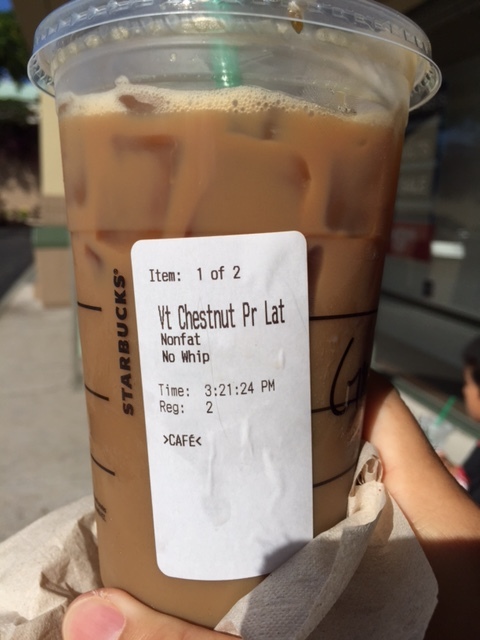 STARBUCKS®
Item: 1 of 2
Vt Chestnut Pr Lat
Nonfat
No Whip
Time: 3:21:24 PM
Reg: 2
>CAFÉ<